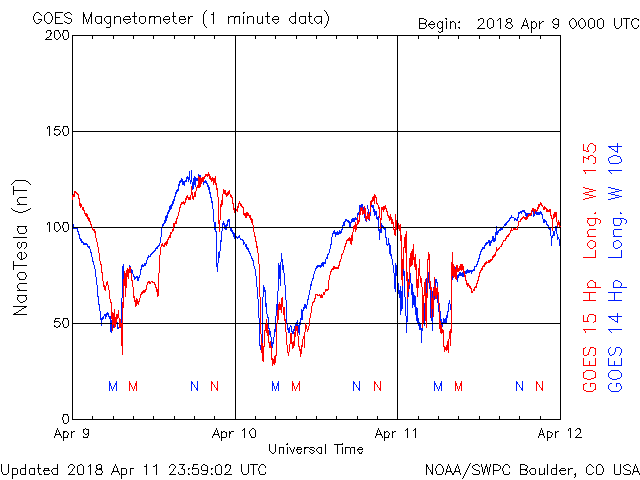 GOES Magnetometer (1 minute data)
Begin: 2018 Apr 9 0000 UTC
200
150
100
50
0
NanoTesla (nT)
GOES 15 Hp Long. W 135
GOES 14 Hp Long. W 104
M M N N M M N N M M N N
Apr 9 Apr 10 Apr 11 Apr 12
Universal Time
Updated 2018 Apr 11 23:59:02 UTC
NOAA/SWPC Boulder, CO USA